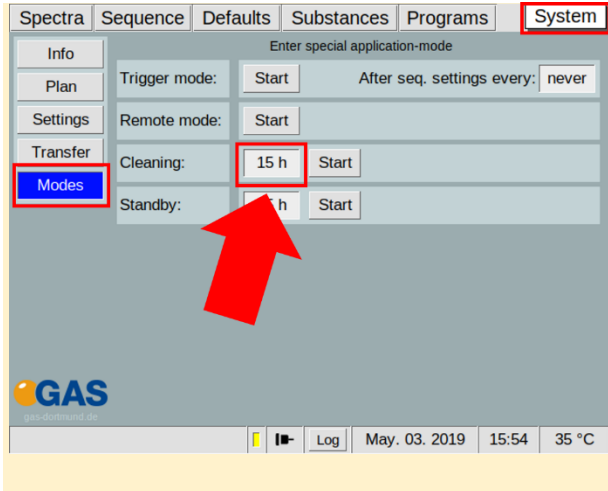 Spectra Sequence Defaults Substances Programs System
Info
Enter special application-mode
Plan
Trigger mode: Start After seq. settings every: never
Settings
Remote mode: Start
Transfer
Cleaning: 15 h Start
Modes
Standby: h Start
GAS
gas-dortmund.de
Log May. 03. 2019 15:54 35 °C